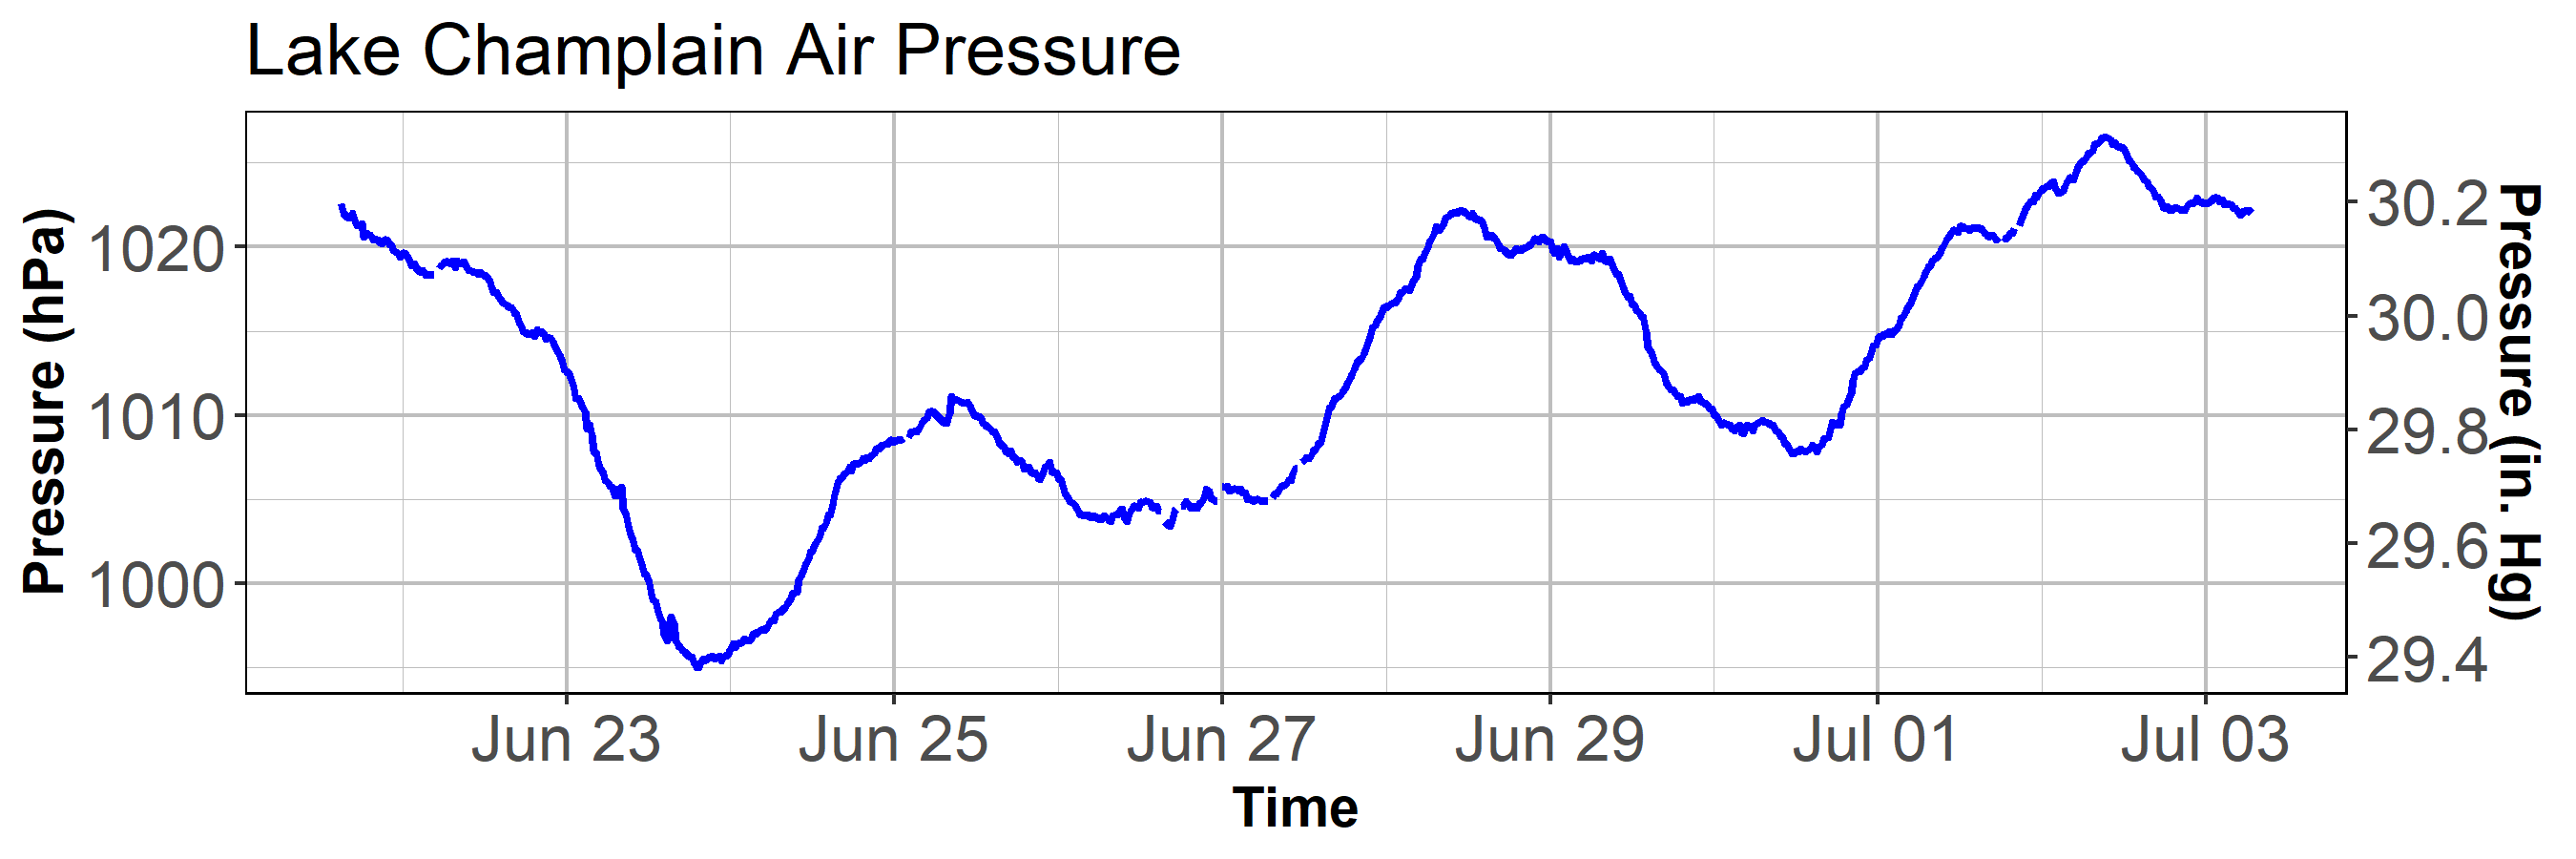 Lake Champlain Air Pressure
Pressure (hPa)
1020
1010
1000
30.2
30.0
29.8
29.6
29.4
Pressure (in. Hg)
Jun 23 Jun 25 Jun 27 Jun 29 Jul 01 Jul 03
Time